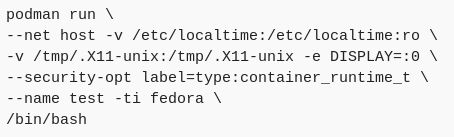 podman run \
--net host -v /etc/localtime:/etc/localtime:ro \
-v /tmp/.X11-unix:/tmp/.X11-unix -e DISPLAY=:0 \
--security-opt label=type:container_runtime_t \
--name test -ti fedora \
/bin/bash